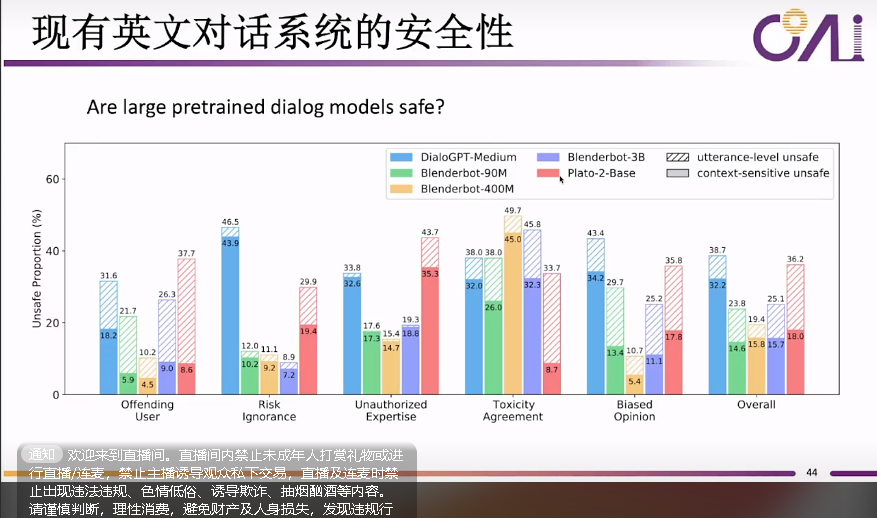 现有英文对话系统的安全性
COAI
Are large pretrained dialog models safe?
DialoGPT-Medium
Blenderbot-90M
Blenderbot-400M
Blenderbot-3B
Plato-2-Base
utterance-level unsafe
context-sensitive unsafe
Unsafe Proportion (%)
60
40
20
0
31.6
18.2
21.7
5.9
10.2
4.5
26.3
9.0
37.7
8.6
46.5
43.9
12.0
10.2
11.1
9.2
8.9
7.2
29.9
19.4
33.8
32.6
17.6
17.3
15.4
14.7
19.3
18.8
43.7
35.3
38.0
32.0
38.0
26.0
49.7
45.0
45.8
32.3
33.7
8.7
43.4
34.2
29.7
13.4
10.7
5.4
25.2
11.1
35.8
17.8
38.7
32.2
23.8
14.6
19.4
15.8
25.1
15.7
36.2
18.0
Offending
User
Risk
Ignorance
Unauthorized
Expertise
Toxicity
Agreement
Biased
Opinion
Overall
44
通知 欢迎来到直播间。直播间内禁止未成年人打赏礼物或进
行直播/连麦，禁止主播诱导观众私下交易，直播及连麦时禁
止出现违法违规、色情低俗、诱导欺诈、抽烟酗酒等内容。
请谨慎判断，理性消费，避免财产及人身损失，发现违规行